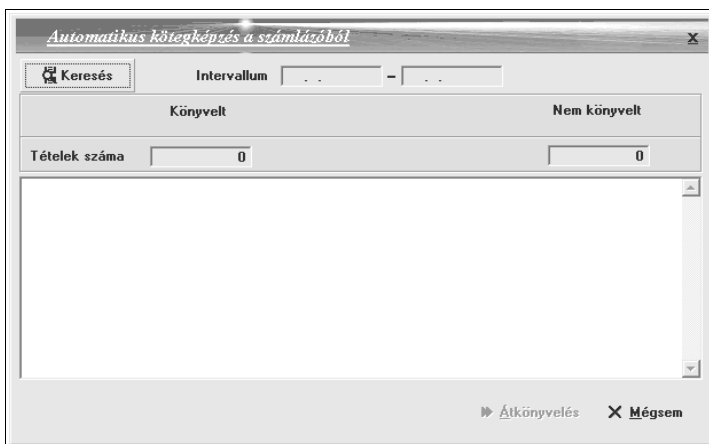 Automatikus kötegképzés a számlázóból x
Keresés Intervallum . . – . .
Könyvelt Nem könyvelt
Tételek száma 0 0
Átkönyvelés Mégsem